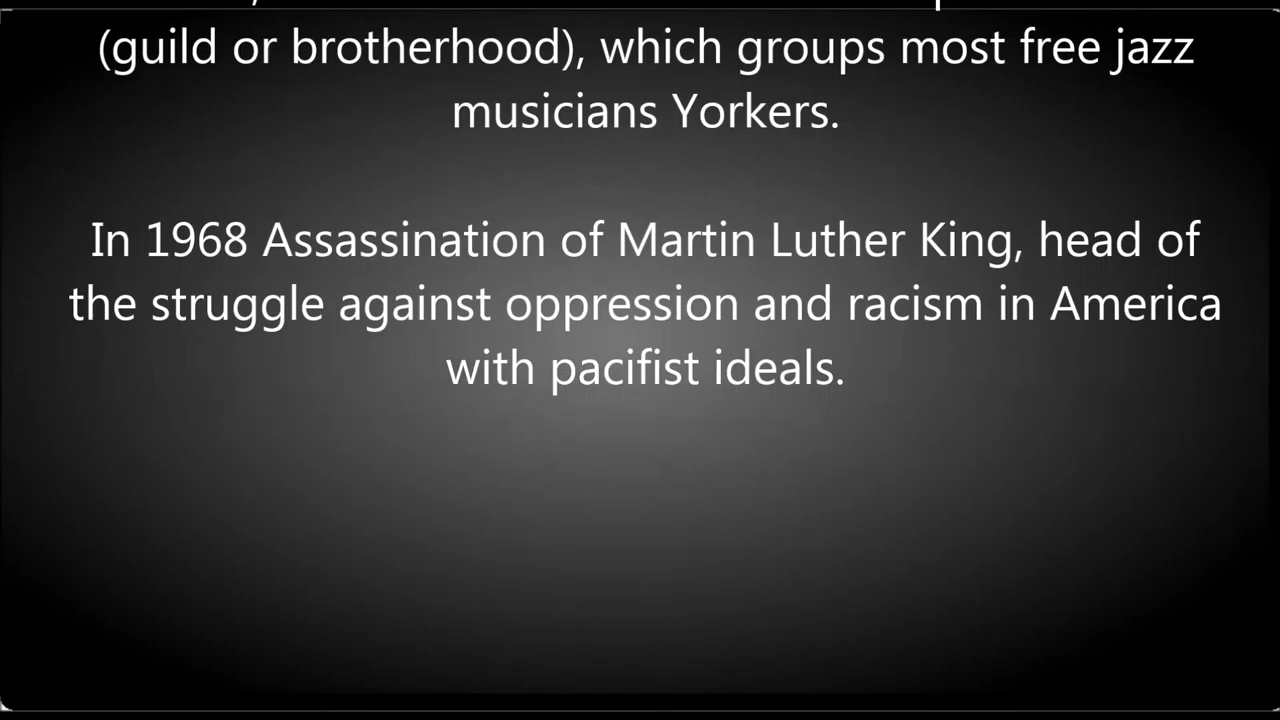 (guild or brotherhood), which groups most free jazz
musicians Yorkers.
In 1968 Assassination of Martin Luther King, head of
the struggle against oppression and racism in America
with pacifist ideals.